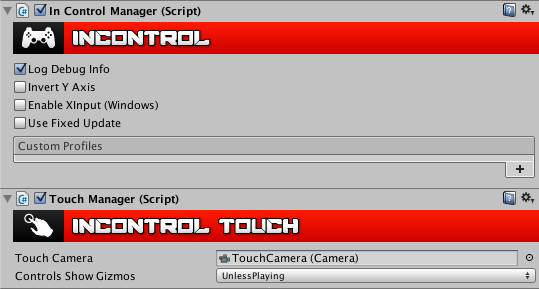 In Control Manager (Script)
INCONTROL
Log Debug Info
Invert Y Axis
Enable XInput (Windows)
Use Fixed Update
Custom Profiles
+
Touch Manager (Script)
INCONTROL TOUCH
Touch Camera TouchCamera (Camera)
Controls Show Gizmos UnlessPlaying